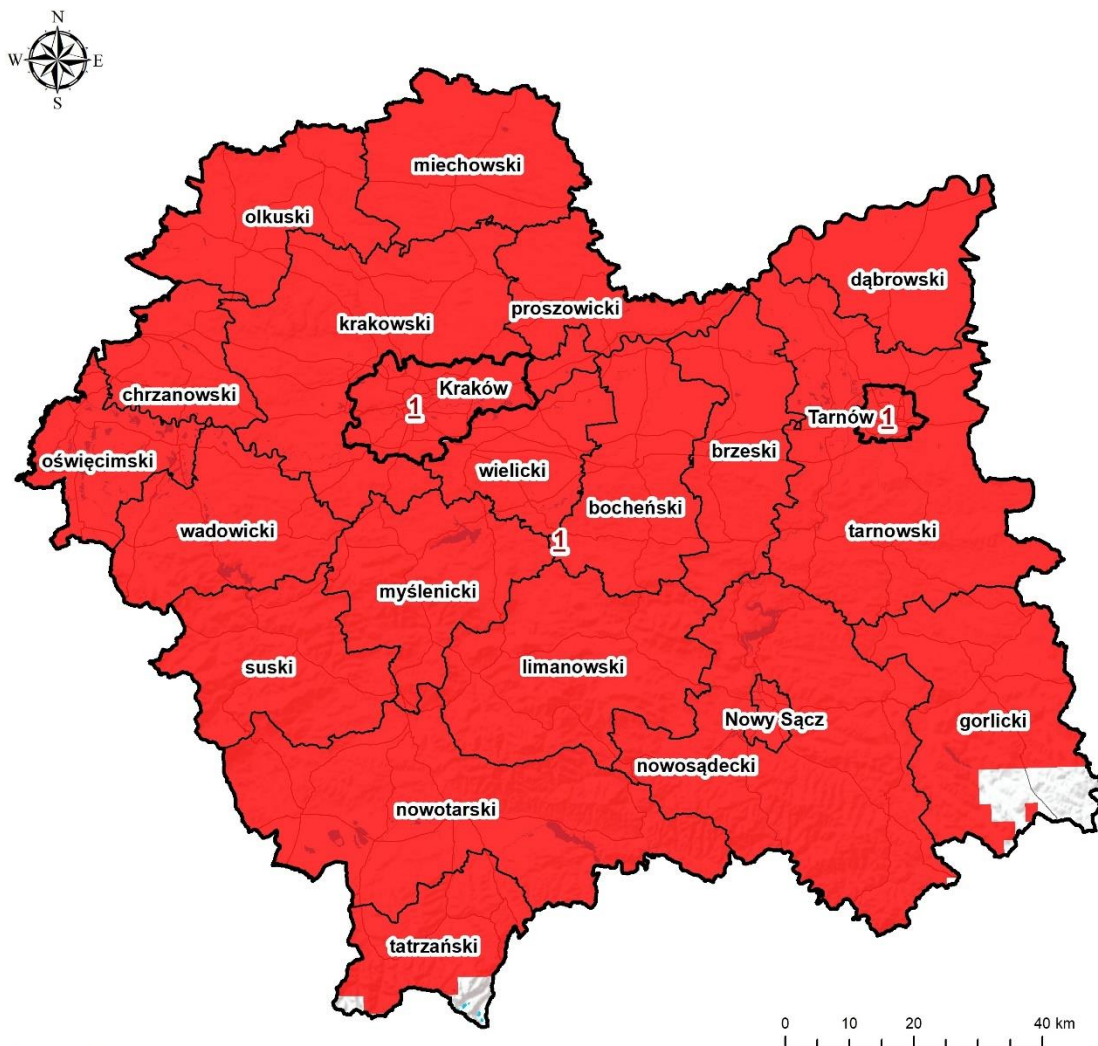 N
W E
S
miechowski
olkuski
dąbrowski
proszowicki
krakowski
chrzanowski
Kraków
1
Tarnów 1
oświęcimski
wielicki
brzeski
bocheński
wadowicki
tarnowski
1
myślenicki
suski
limanowski
Nowy Sącz
gorlicki
nowosądecki
nowotarski
tatrzański
0 10 20 40 km